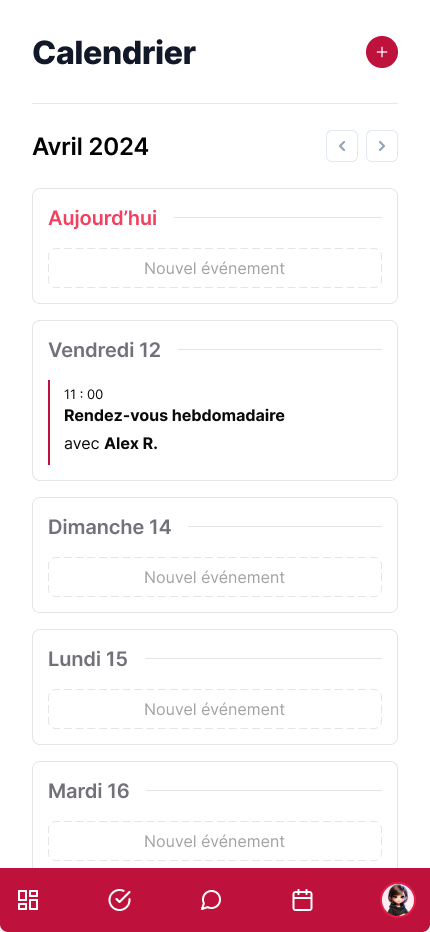 Calendrier
Avril 2024
Aujourd’hui
Nouvel événement
Vendredi 12
11 : 00
Rendez-vous hebdomadaire
avec Alex R.
Dimanche 14
Nouvel événement
Lundi 15
Nouvel événement
Mardi 16
Nouvel événement